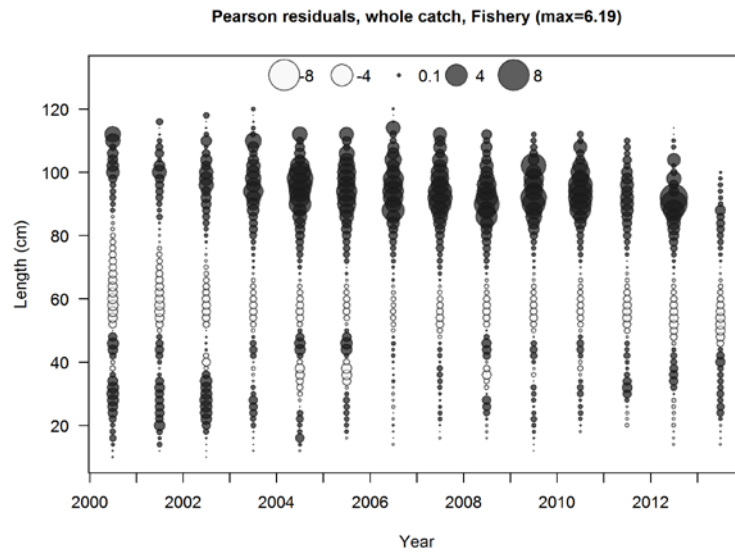 Pearson residuals, whole catch, Fishery (max=6.19)
-8 -4 0.1 4 8
120
100
80
60
40
20
Length (cm)
2000 2002 2004 2006 2008 2010 2012
Year